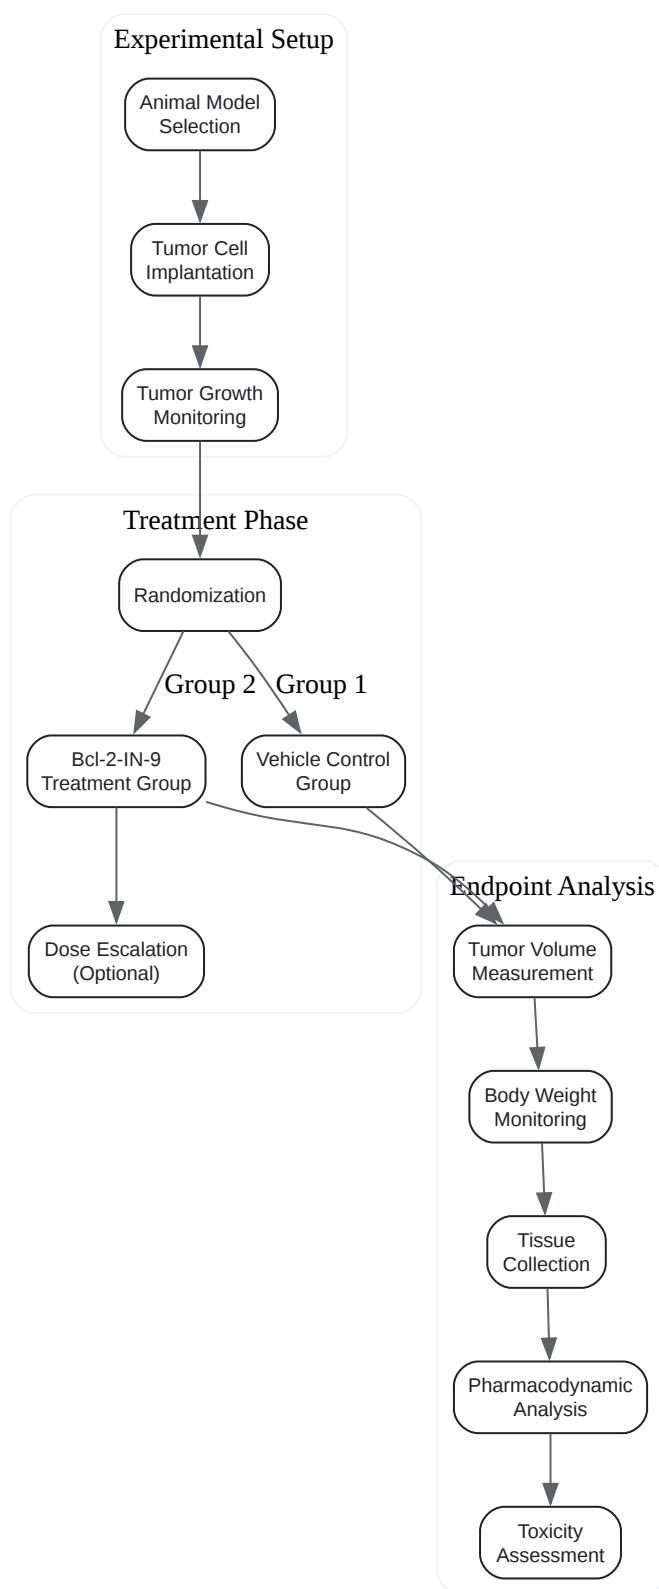 Experimental Setup
Animal Model
Selection
Tumor Cell
Implantation
Tumor Growth
Monitoring
Treatment Phase
Randomization
Group 2
Group 1
Bcl-2-IN-9
Treatment Group
Vehicle Control
Group
Dose Escalation
(Optional)
Endpoint Analysis
Tumor Volume
Measurement
Body Weight
Monitoring
Tissue
Collection
Pharmacodynamic
Analysis
Toxicity
Assessment